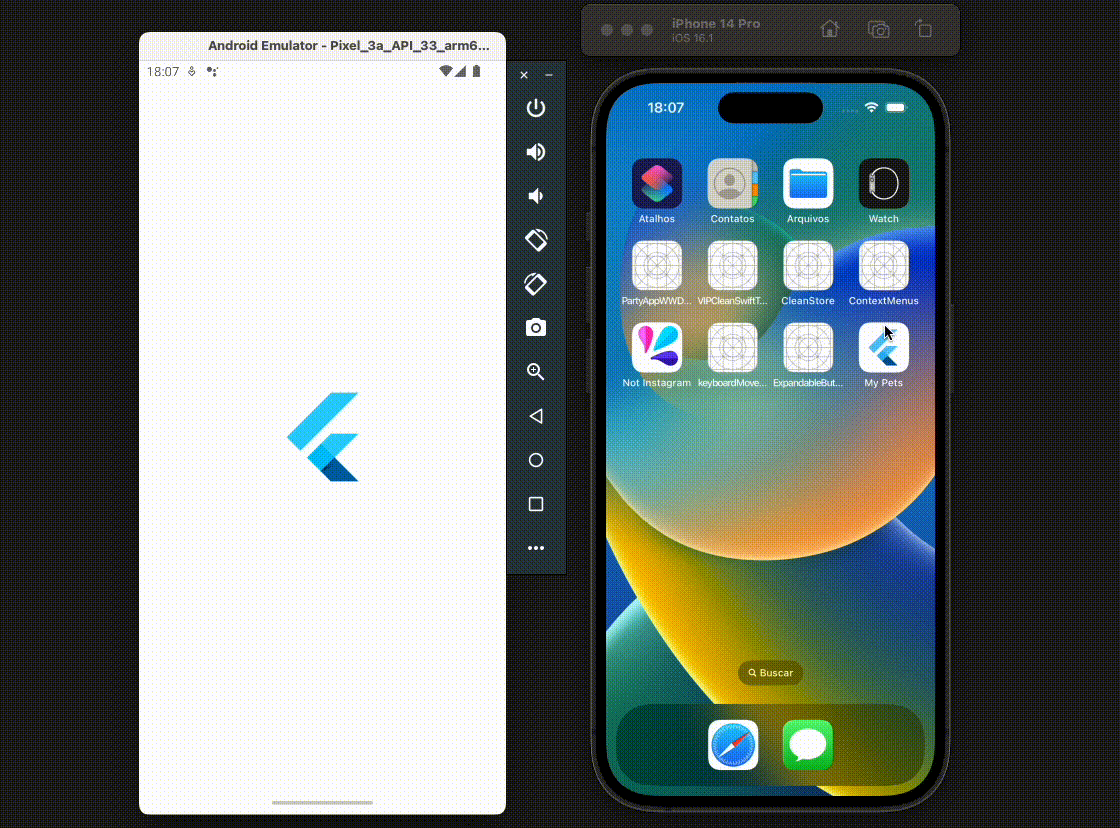 Android Emulator - Pixel_3a_API_33_arm6...
18:07
iPhone 14 Pro
iOS 16.1
18:07
Atalhos Contatos Arquivos Watch
PartyAppWWD... VIPCleanSwiftT... CleanStore ContextMenus
Not Instagram keyboardMove... ExpandableBut... My Pets
Buscar